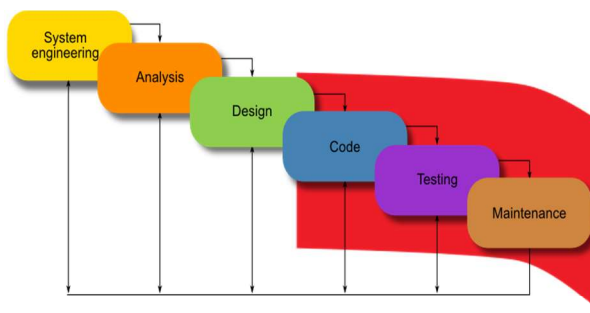 System
engineering
Analysis
Design
Code
Testing
Maintenance